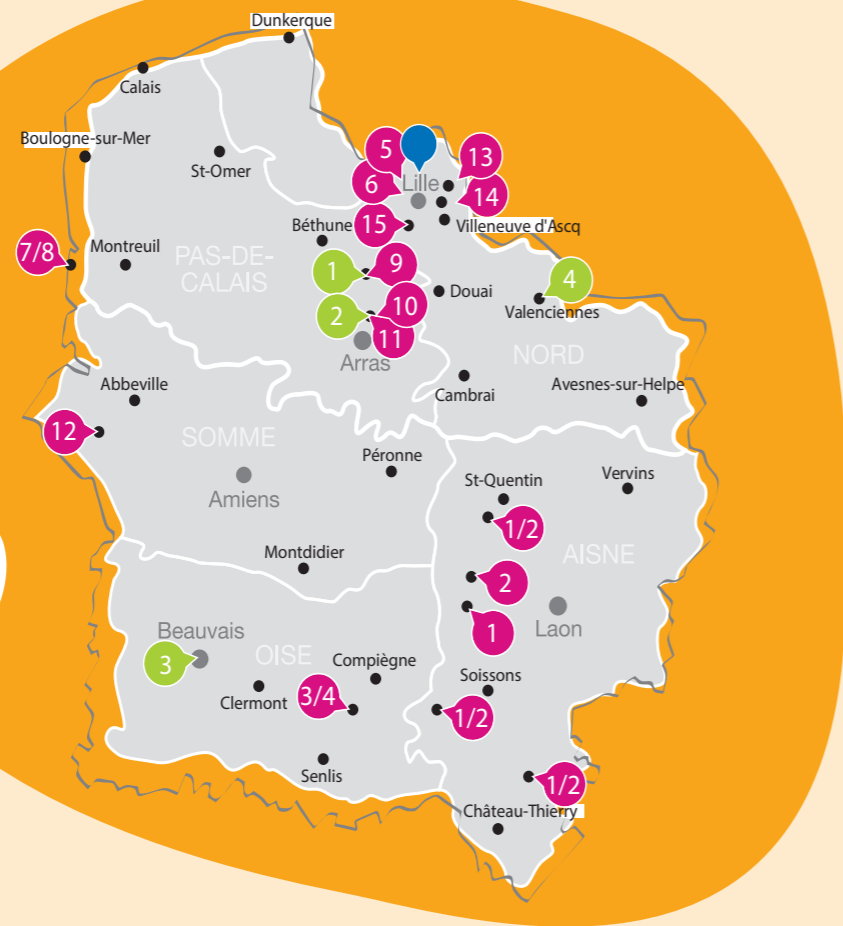 Dunkerque
Calais
Boulogne-sur-Mer
St-Omer
5
13
6
Lille
14
15
Béthune
Villeneuve d'Ascq
7/8
Montreuil
PAS-DE-
CALAIS
1
9
4
2
10
Douai
Valenciennes
11
Arras
NORD
Cambrai
Avesnes-sur-Helpe
Abbeville
12
SOMME
Péronne
Amiens
St-Quentin
Vervins
1/2
Montdidier
AISNE
2
1
Laon
Beauvais
3
OISE
Compiègne
Clermont
3/4
Soissons
1/2
Senlis
1/2
Château-Thierry